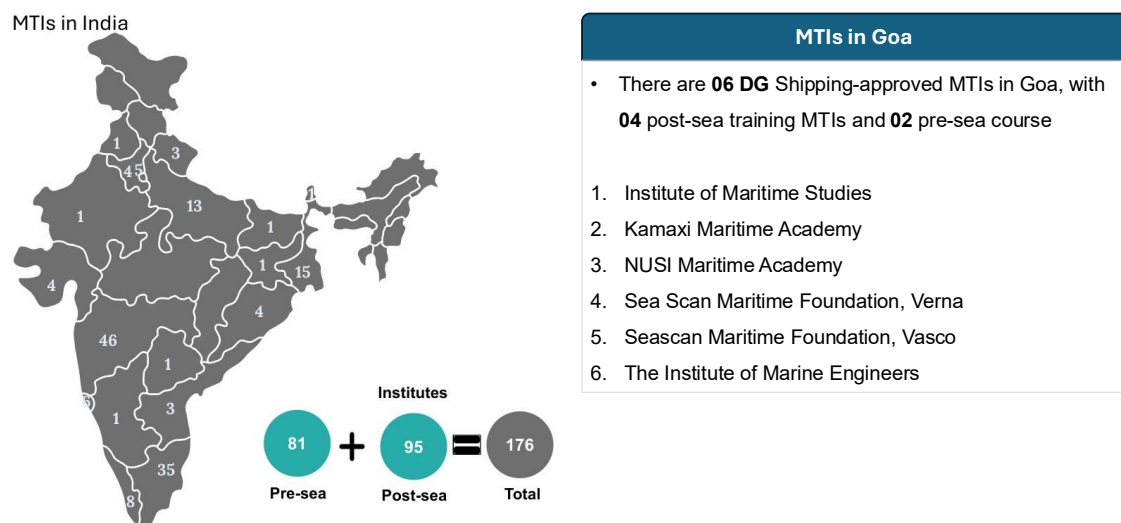 MTIs in India
1
3
4 5
1
13
1
1
4
1
15
4
46
1
6
3
1
35
8
Institutes
81 + 95 = 176
Pre-sea Post-sea Total
MTIs in Goa
• There are 06 DG Shipping-approved MTIs in Goa, with
04 post-sea training MTIs and 02 pre-sea course
1. Institute of Maritime Studies
2. Kamaxi Maritime Academy
3. NUSI Maritime Academy
4. Sea Scan Maritime Foundation, Verna
5. Seascan Maritime Foundation, Vasco
6. The Institute of Marine Engineers